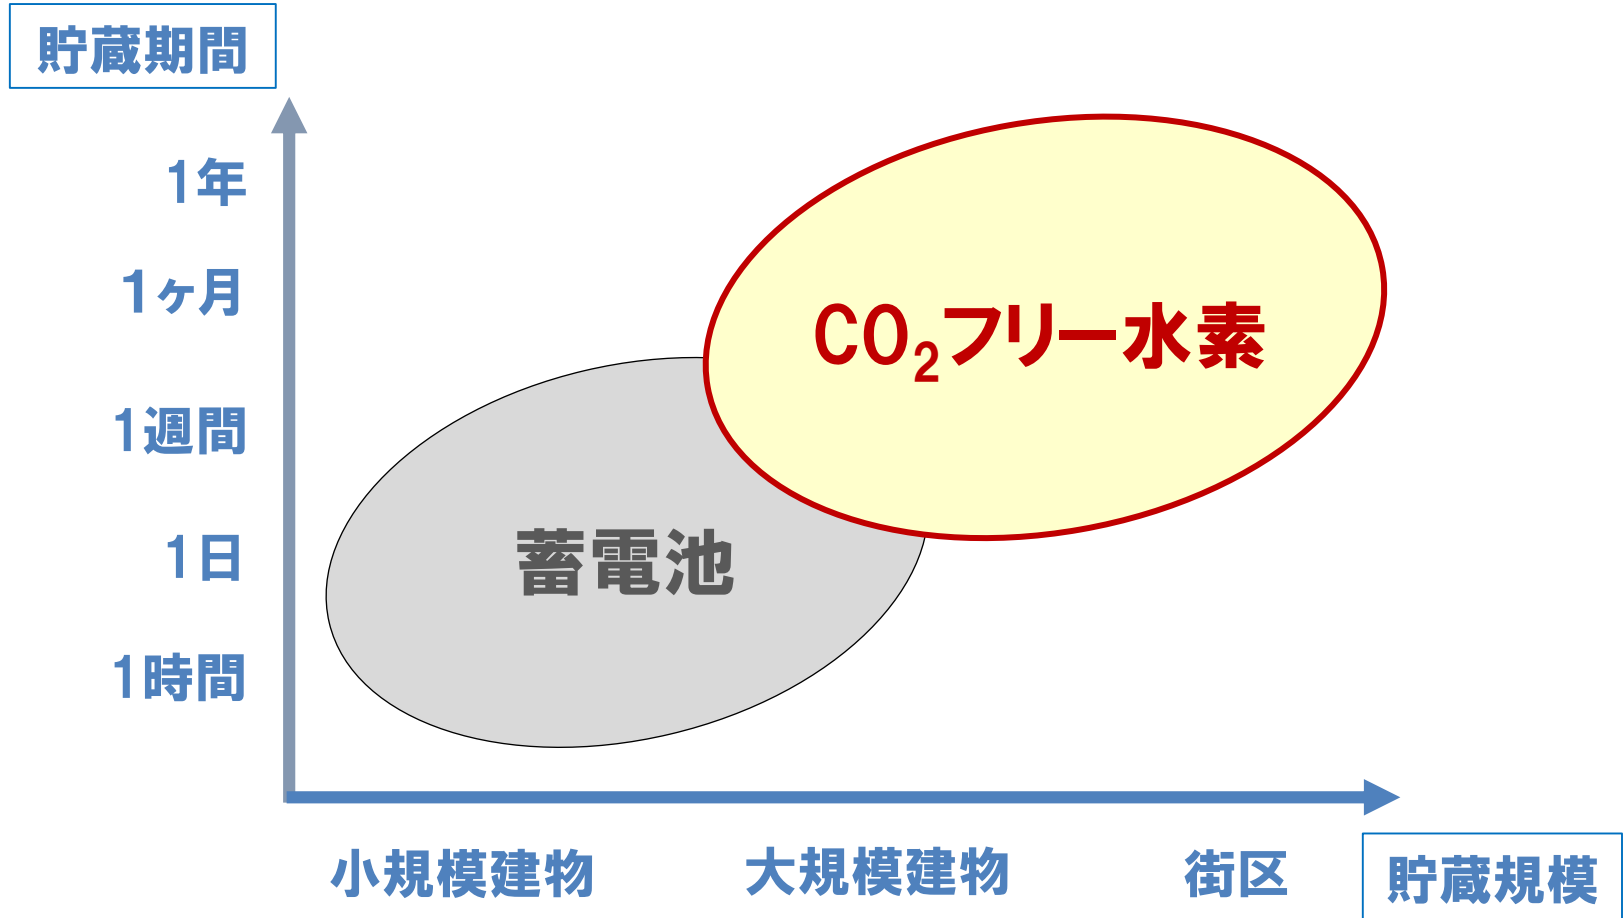 貯蔵期間
1年
1ヶ月
CO₂フリー水素
1週間
蓄電池
1日
1時間
小規模建物
大規模建物
街区
貯蔵規模